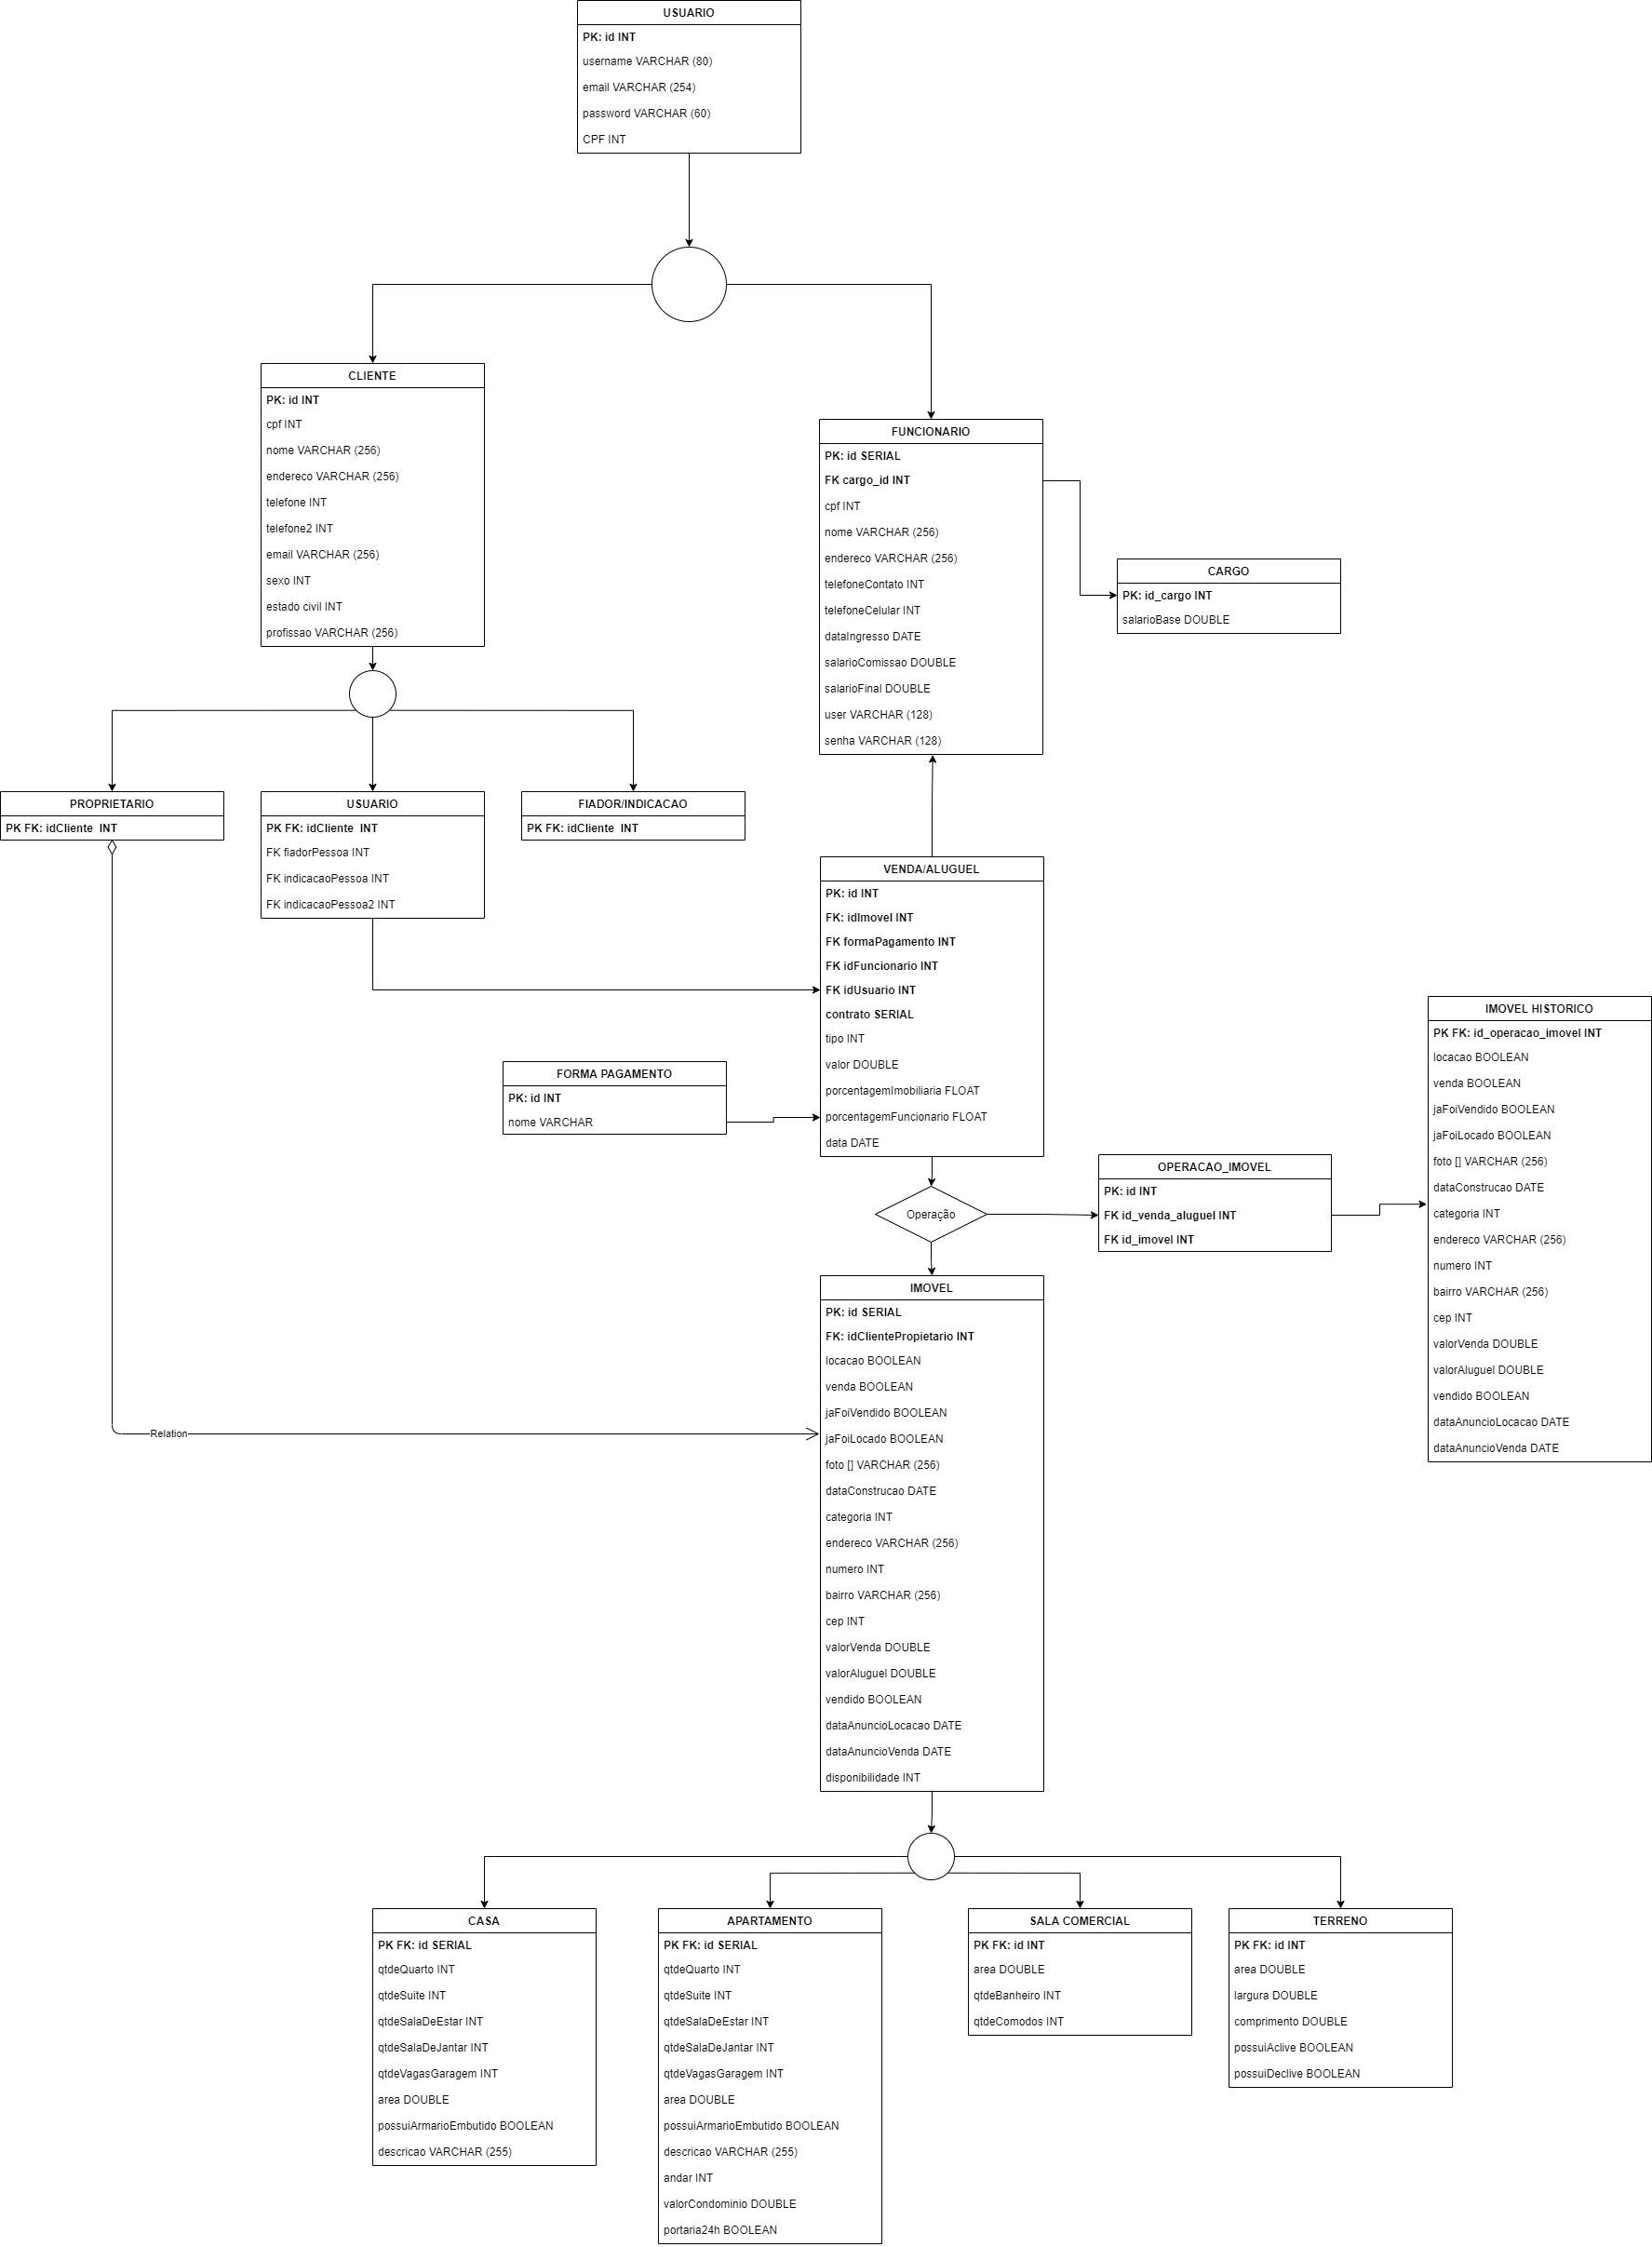 USUARIO
PK: id INT
username VARCHAR (80)
email VARCHAR (254)
password VARCHAR (60)
CPF INT
CLIENTE
PK: id INT
cpf INT
nome VARCHAR (256)
endereco VARCHAR (256)
telefone INT
telefone2 INT
email VARCHAR (256)
sexo INT
estado civil INT
profissao VARCHAR (256)
FUNCIONARIO
PK: id SERIAL
FK cargo_id INT
cpf INT
nome VARCHAR (256)
endereco VARCHAR (256)
telefoneContato INT
telefoneCelular INT
dataIngresso DATE
salarioComissao DOUBLE
salarioFinal DOUBLE
user VARCHAR (128)
senha VARCHAR (128)
CARGO
PK: id_cargo INT
salarioBase DOUBLE
PROPRIETARIO
PK FK: idCliente  INT
USUARIO
PK FK: idCliente  INT
FK fiadorPessoa INT
FK indicacaoPessoa INT
FK indicacaoPessoa2 INT
FIADOR/INDICACAO
PK FK: idCliente  INT
VENDA/ALUGUEL
PK: id INT
FK: idImovel INT
FK formaPagamento INT
FK idFuncionario INT
FK idUsuario INT
contrato SERIAL
tipo INT
valor DOUBLE
porcentagemImobiliaria FLOAT
porcentagemFuncionario FLOAT
data DATE
FORMA PAGAMENTO
PK: id INT
nome VARCHAR
IMOVEL HISTORICO
PK FK: id_operacao_imovel INT
locacao BOOLEAN
venda BOOLEAN
jaFoiVendido BOOLEAN
jaFoiLocado BOOLEAN
foto [] VARCHAR (256)
dataConstrucao DATE
categoria INT
endereco VARCHAR (256)
numero INT
bairro VARCHAR (256)
cep INT
valorVenda DOUBLE
valorAluguel DOUBLE
vendido BOOLEAN
dataAnuncioLocacao DATE
dataAnuncioVenda DATE
OPERACAO_IMOVEL
PK: id INT
FK id_venda_aluguel INT
FK id_imovel INT
Operação
IMOVEL
PK: id SERIAL
FK: idClientePropietario INT
locacao BOOLEAN
venda BOOLEAN
jaFoiVendido BOOLEAN
jaFoiLocado BOOLEAN
foto [] VARCHAR (256)
dataConstrucao DATE
categoria INT
endereco VARCHAR (256)
numero INT
bairro VARCHAR (256)
cep INT
valorVenda DOUBLE
valorAluguel DOUBLE
vendido BOOLEAN
dataAnuncioLocacao DATE
dataAnuncioVenda DATE
disponibilidade INT
Relation
CASA
PK FK: id SERIAL
qtdeQuarto INT
qtdeSuite INT
qtdeSalaDeEstar INT
qtdeSalaDeJantar INT
qtdeVagasGaragem INT
area DOUBLE
possuiArmarioEmbutido BOOLEAN
descricao VARCHAR (255)
APARTAMENTO
PK FK: id SERIAL
qtdeQuarto INT
qtdeSuite INT
qtdeSalaDeEstar INT
qtdeSalaDeJantar INT
qtdeVagasGaragem INT
area DOUBLE
possuiArmarioEmbutido BOOLEAN
descricao VARCHAR (255)
andar INT
valorCondominio DOUBLE
portaria24h BOOLEAN
SALA COMERCIAL
PK FK: id INT
area DOUBLE
qtdeBanheiro INT
qtdeComodos INT
TERRENO
PK FK: id INT
area DOUBLE
largura DOUBLE
comprimento DOUBLE
possuiAclive BOOLEAN
possuiDeclive BOOLEAN